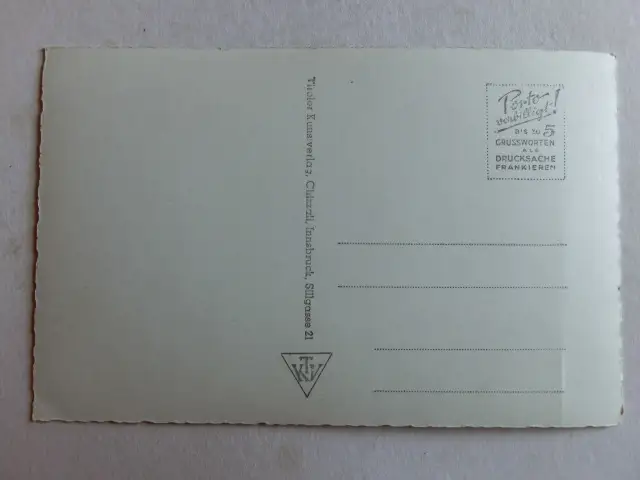 Tiroler Kunstverlag, Chizzali, Innsbruck, Sillgasse 21
TKV
Porto
verbilligt!
BIS ZU 5
GRUSSWORTEN
ALS
DRUCKSACHE
FRANKIEREN